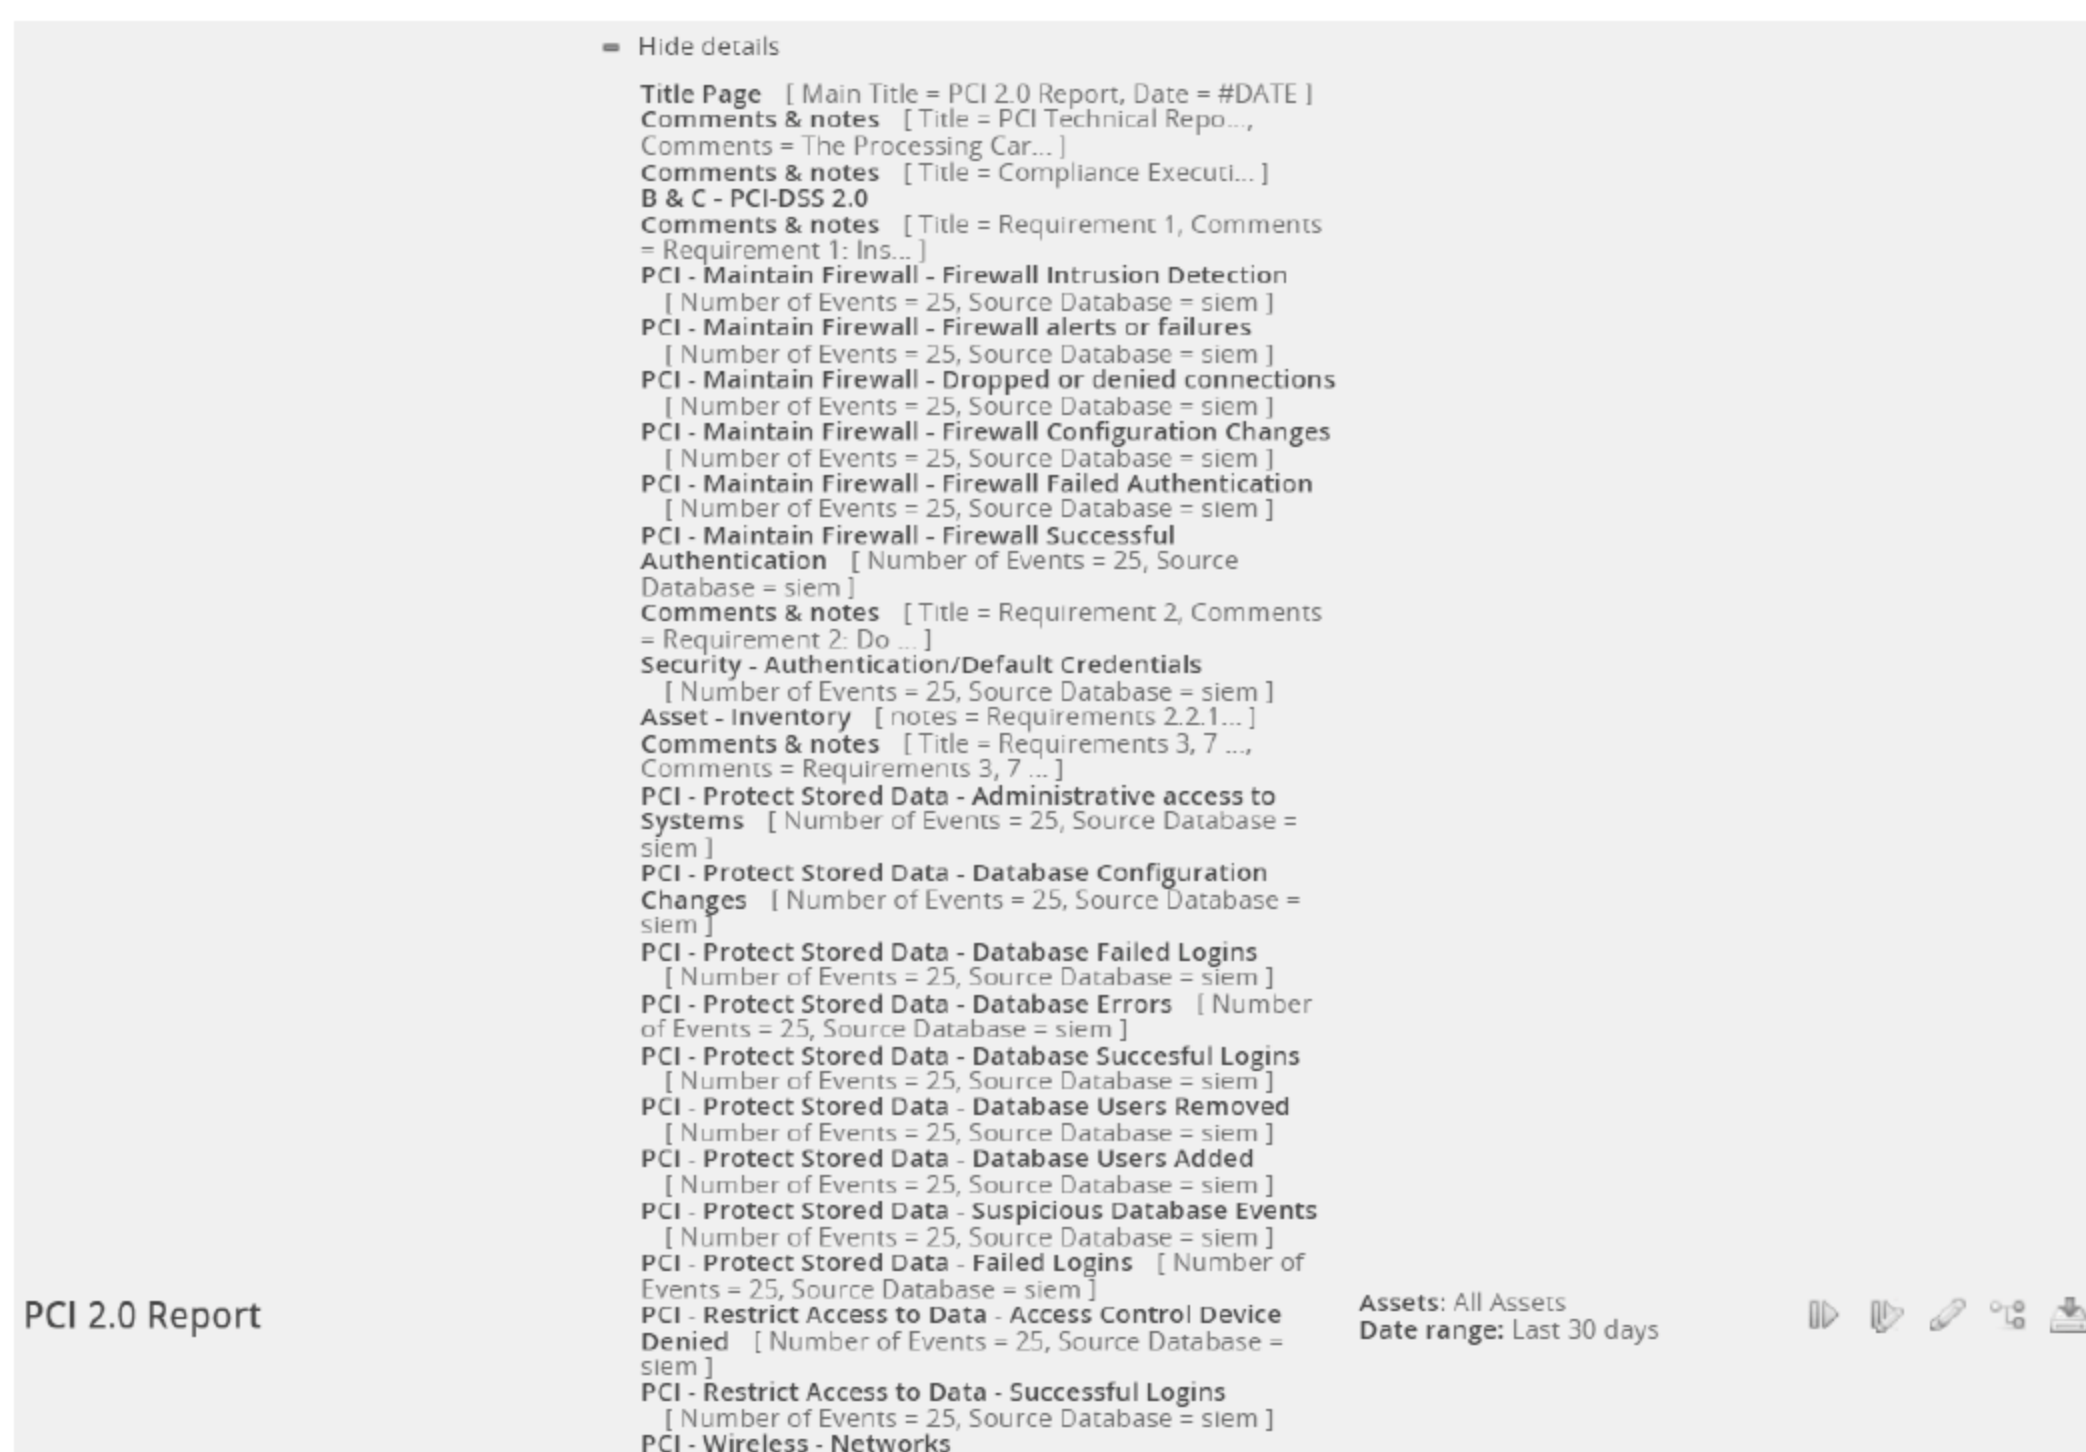 Hide details
Title Page [ Main Title = PCI 2.0 Report, Date = #DATE ]
Comments & notes [ Title = PCI Technical Repo...,
Comments = The Processing Car... ]
Comments & notes [ Title = Compliance Executi... ]
B & C - PCI-DSS 2.0
Comments & notes [ Title = Requirement 1, Comments
= Requirement 1: Ins... ]
PCI - Maintain Firewall - Firewall Intrusion Detection
[ Number of Events = 25, Source Database = siem ]
PCI - Maintain Firewall - Firewall alerts or failures
[ Number of Events = 25, Source Database = siem ]
PCI - Maintain Firewall - Dropped or denied connections
[ Number of Events = 25, Source Database = siem ]
PCI - Maintain Firewall - Firewall Configuration Changes
[ Number of Events = 25, Source Database = siem ]
PCI - Maintain Firewall - Firewall Failed Authentication
[ Number of Events = 25, Source Database = siem ]
PCI - Maintain Firewall - Firewall Successful
Authentication [ Number of Events = 25, Source
Database = siem ]
Comments & notes [ Title = Requirement 2, Comments
= Requirement 2: Do ... ]
Security - Authentication/Default Credentials
[ Number of Events = 25, Source Database = siem ]
Asset - Inventory [ notes = Requirements 2.2.1... ]
Comments & notes [ Title = Requirements 3, 7 ...,
Comments = Requirements 3, 7 ... ]
PCI - Protect Stored Data - Administrative access to
Systems [ Number of Events = 25, Source Database =
siem ]
PCI - Protect Stored Data - Database Configuration
Changes [ Number of Events = 25, Source Database =
siem ]
PCI - Protect Stored Data - Database Failed Logins
[ Number of Events = 25, Source Database = siem ]
PCI - Protect Stored Data - Database Errors [ Number
of Events = 25, Source Database = siem ]
PCI - Protect Stored Data - Database Succesful Logins
[ Number of Events = 25, Source Database = siem ]
PCI - Protect Stored Data - Database Users Removed
[ Number of Events = 25, Source Database = siem ]
PCI - Protect Stored Data - Database Users Added
[ Number of Events = 25, Source Database = siem ]
PCI - Protect Stored Data - Suspicious Database Events
[ Number of Events = 25, Source Database = siem ]
PCI - Protect Stored Data - Failed Logins [ Number of
Events = 25, Source Database = siem ]
PCI - Restrict Access to Data - Access Control Device
Denied [ Number of Events = 25, Source Database =
siem ]
PCI - Restrict Access to Data - Successful Logins
[ Number of Events = 25, Source Database = siem ]
PCI - Wireless - Networks
PCI 2.0 Report
Assets: All Assets
Date range: Last 30 days